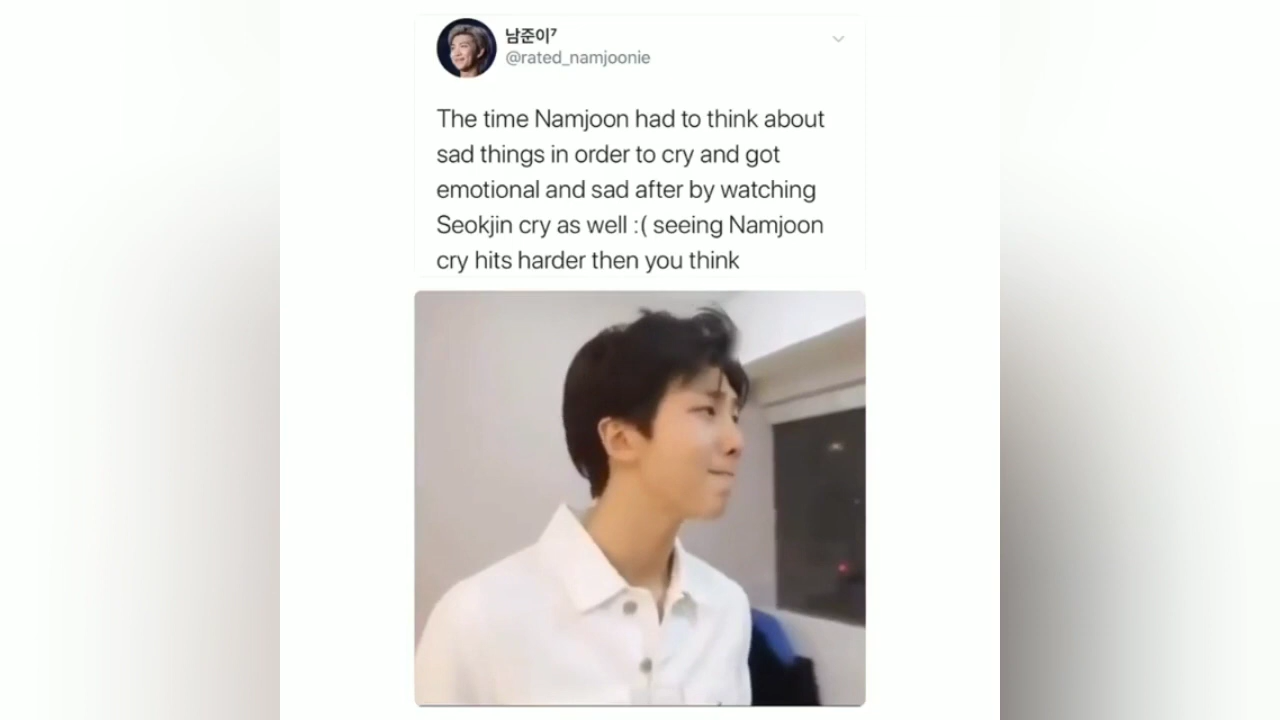 남준이⁷
@rated_namjoonie
The time Namjoon had to think about
sad things in order to cry and got
emotional and sad after by watching
Seokjin cry as well :( seeing Namjoon
cry hits harder then you think